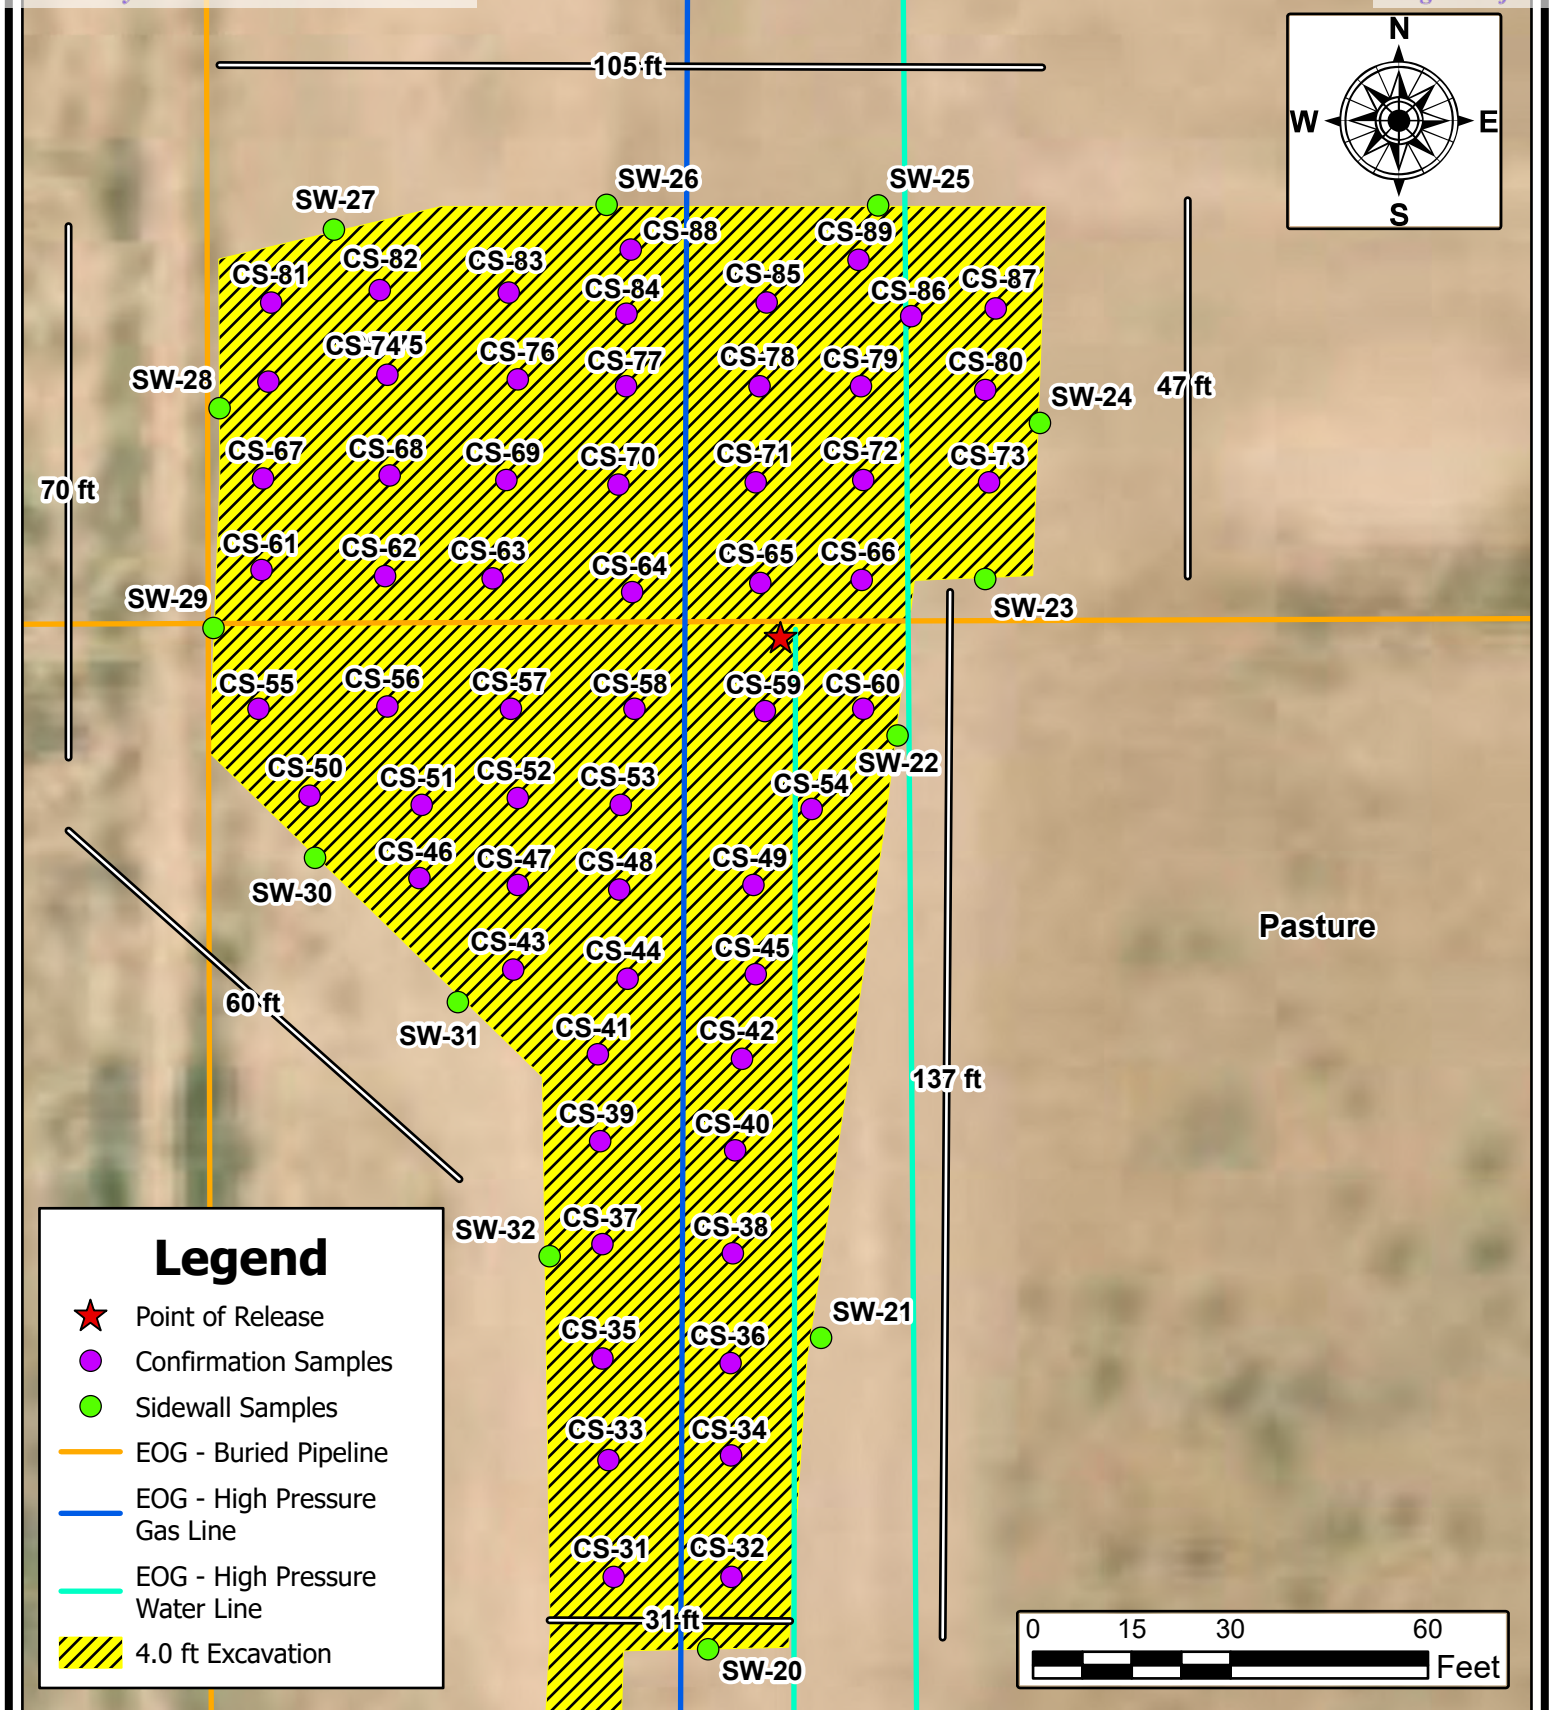 N
W E
S
105 ft
SW-26
SW-25
SW-27
CS-88
CS-89
CS-82
CS-83
CS-81
CS-85
CS-87
CS-84
CS-86
CS-74'5
CS-76
CS-77
CS-78
CS-79
CS-80
SW-28
47 ft
SW-24
CS-67
CS-68
CS-69
CS-70
CS-71
CS-72
CS-73
70 ft
CS-61
CS-62
CS-63
CS-64
CS-65
CS-66
SW-29
SW-23
CS-55
CS-56
CS-57
CS-58
CS-59
CS-60
SW-22
CS-50
CS-51
CS-52
CS-53
CS-54
CS-46
CS-47
CS-48
CS-49
SW-30
Pasture
CS-43
CS-44
CS-45
60 ft
SW-31
CS-41
CS-42
137 ft
CS-39
CS-40
SW-32
CS-37
CS-38
SW-21
CS-35
CS-36
CS-33
CS-34
CS-31
CS-32
31 ft
SW-20
Legend
Point of Release
Confirmation Samples
Sidewall Samples
EOG - Buried Pipeline
EOG - High Pressure
Gas Line
EOG - High Pressure
Water Line
4.0 ft Excavation
0 15 30 60
Feet